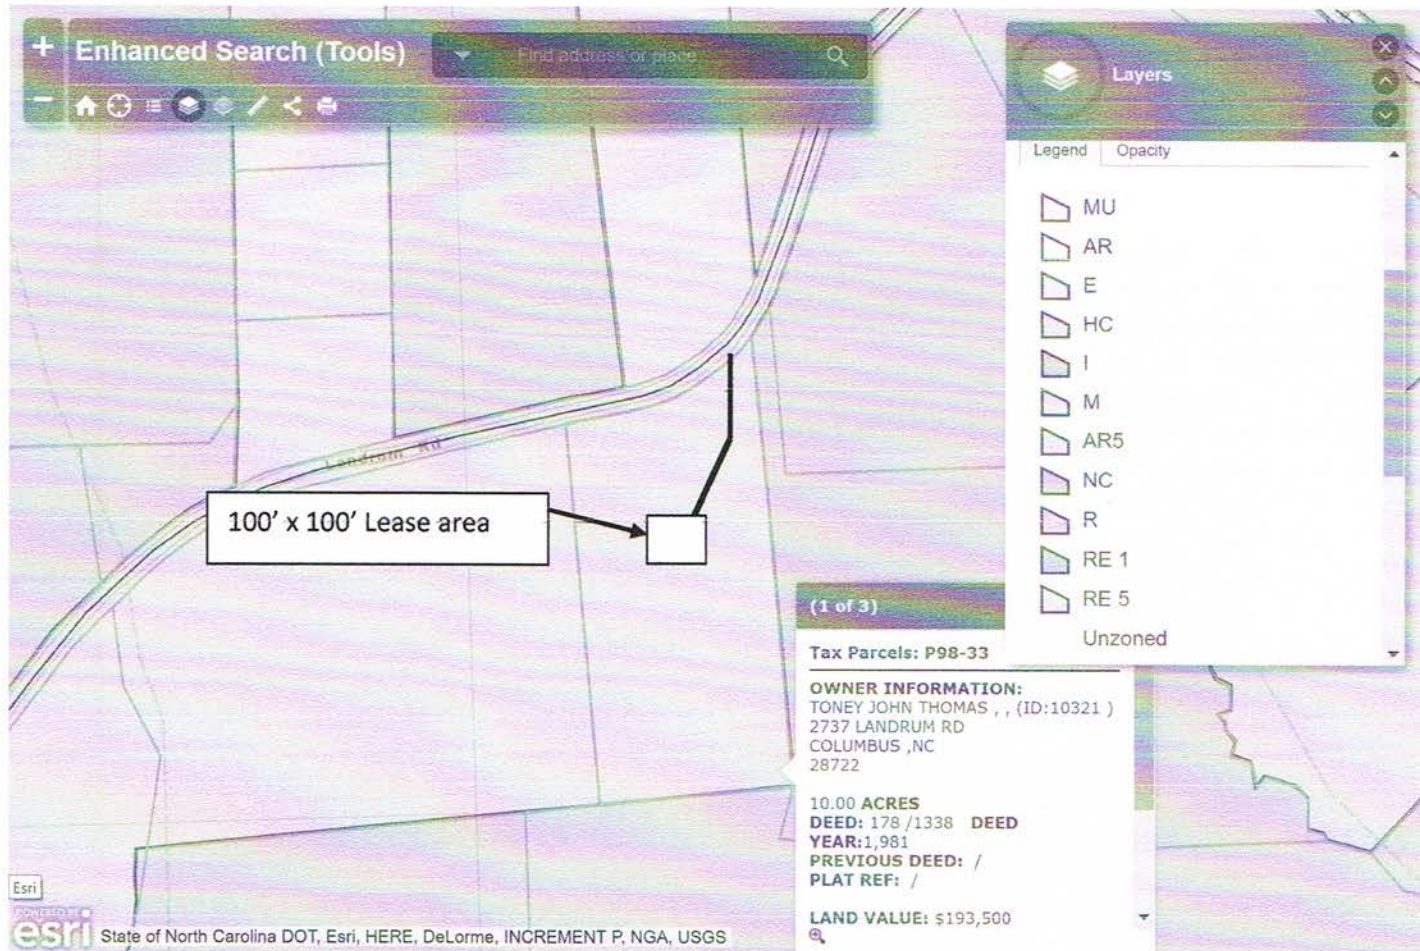 + Enhanced Search (Tools)
Find address or place
Layers
Legend Opacity
MU
AR
E
HC
I
M
AR5
NC
R
RE 1
RE 5
Unzoned
Landrum Rd
100' x 100' Lease area
(1 of 3)
Tax Parcels: P98-33
OWNER INFORMATION:
TONEY JOHN THOMAS , , (ID:10321 )
2737 LANDRUM RD
COLUMBUS ,NC
28722
10.00 ACRES
DEED: 178 /1338 DEED
YEAR:1,981
PREVIOUS DEED: /
PLAT REF: /
LAND VALUE: $193,500
Esri
POWERED BY
esri
State of North Carolina DOT, Esri, HERE, DeLorme, INCREMENT P, NGA, USGS